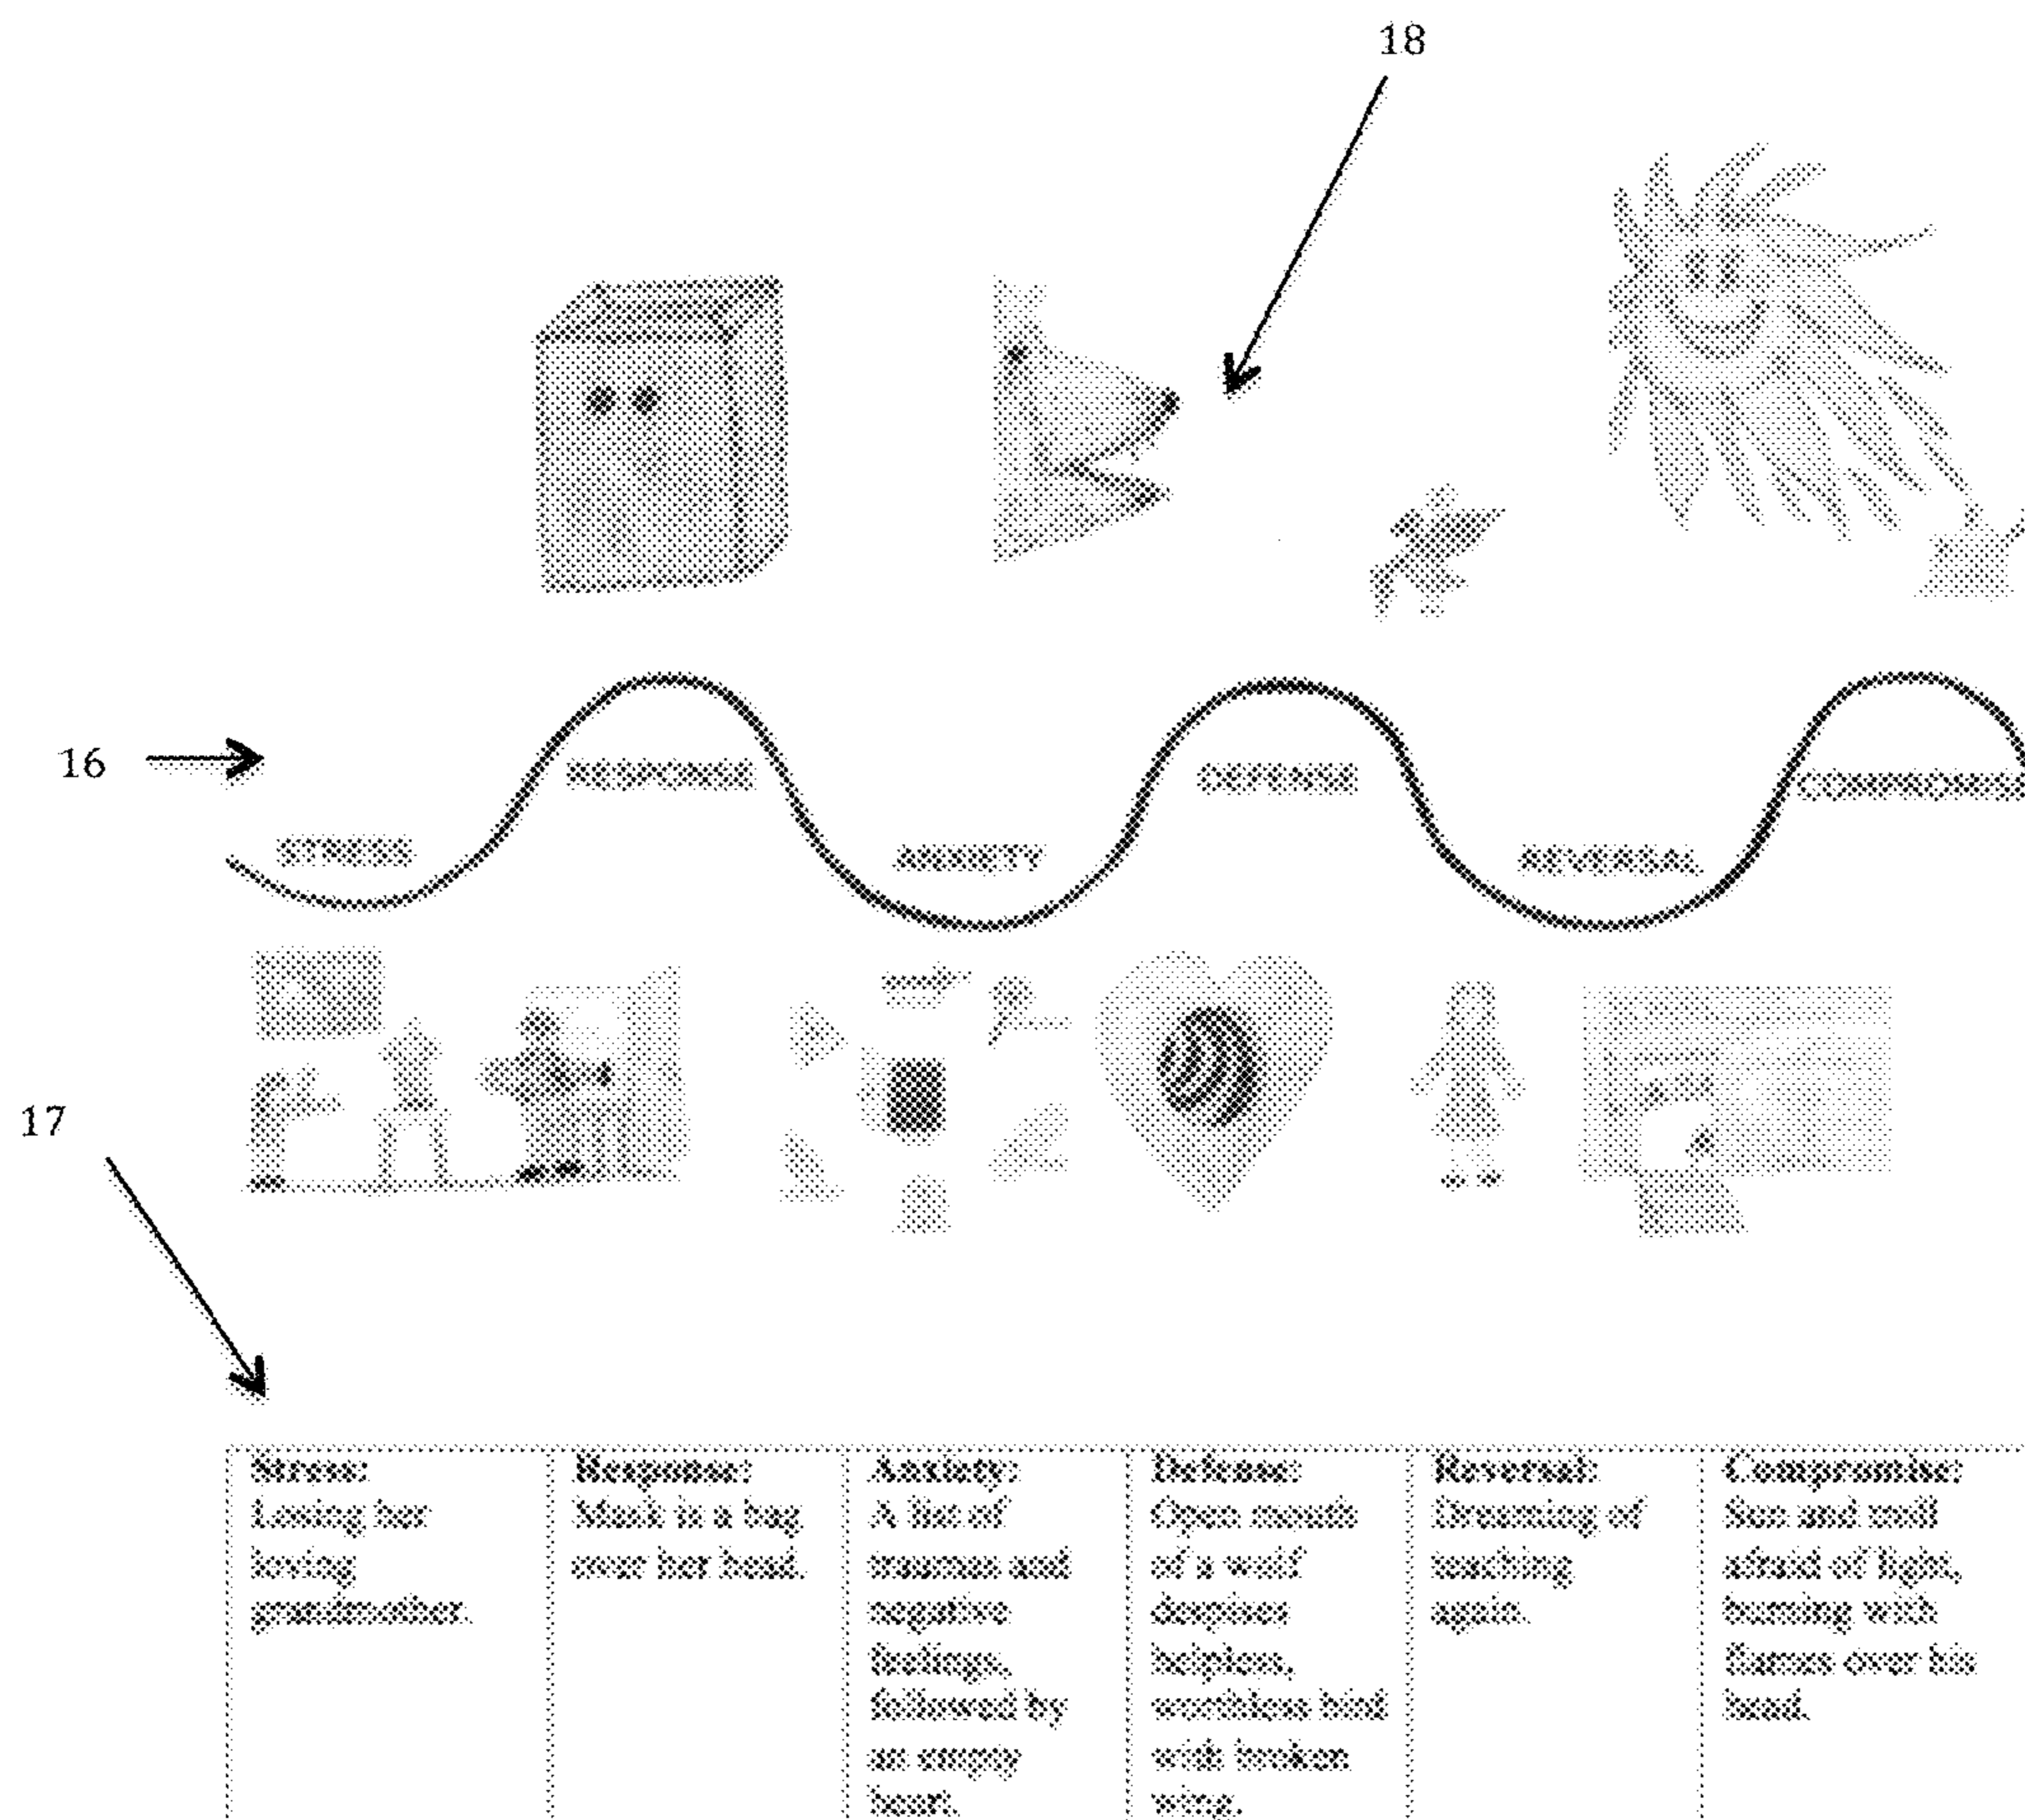 18
16
RESPONSE
DEFENSE
STRESS
ANXIETY
REVERSAL
17
Stress:
Losing her
loving
grandmother.
Response:
Mask is a bag
over her head.
Anxiety:
A list of
traumas and
negative
feelings,
followed by
an empty
heart.
Defense:
Open mouth
of a wolf
despises
helpless,
worthless bird
with broken
wing.
Reversal:
Dreaming of
teaching
again.
Compromise:
Sun and
afraid of light,
burning with
flames over his
head.